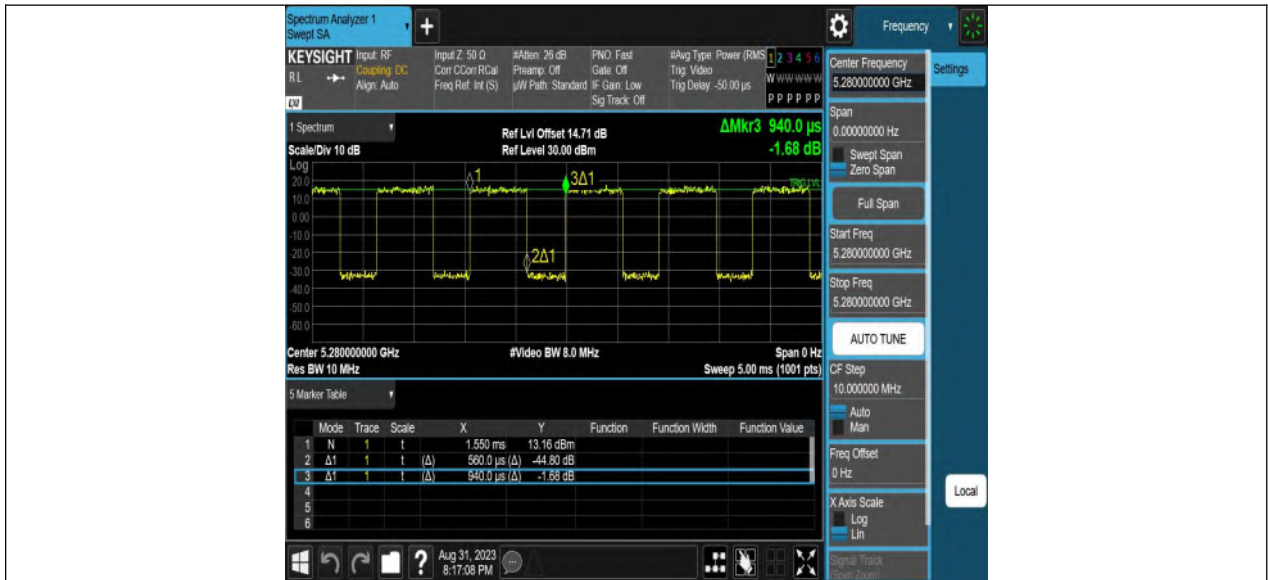 Spectrum Analyzer 1
Swept SA
+
Frequency
KEYSIGHT Input: RF Input Z: 50 Ω #Atten: 26 dB PNO: Fast #Avg Type: Power (RMS 1 2 3 4 5 6
RL Coupling: DC Corr CCorr RCal Preamp: Off Gate: Off Trig: Video W W W W W W
Align: Auto Freq Ref: Int (S) µW Path: Standard IF Gain: Low Trig Delay: -50.00 µs
LXI Sig Track: Off P P P P P P
1 Spectrum
Ref Lvl Offset 14.71 dB
ΔMkr3 940.0 µs
Scale/Div 10 dB
Ref Level 30.00 dBm
-1.68 dB
Log
20.0
10.0
0.00
-10.0
-20.0
-30.0
-40.0
-50.0
-60.0
1
3Δ1
TRIG LVL
2Δ1
Center 5.280000000 GHz #Video BW 8.0 MHz Span 0 Hz
Res BW 10 MHz Sweep 5.00 ms (1001 pts)
5 Marker Table
Mode Trace Scale X Y Function Function Width Function Value
1 N 1 t 1.550 ms 13.16 dBm
2 Δ1 1 t (Δ) 560.0 µs (Δ) -44.80 dB
3 Δ1 1 t (Δ) 940.0 µs (Δ) -1.68 dB
4
5
6
?
Aug 31, 2023
8:17:08 PM
Center Frequency
5.280000000 GHz
Settings
Span
0.00000000 Hz
Swept Span
Zero Span
Full Span
Start Freq
5.280000000 GHz
Stop Freq
5.280000000 GHz
AUTO TUNE
CF Step
10.000000 MHz
Auto
Man
Freq Offset
0 Hz
X Axis Scale
Log
Lin
Local
Signal Track
(Span Zoom)